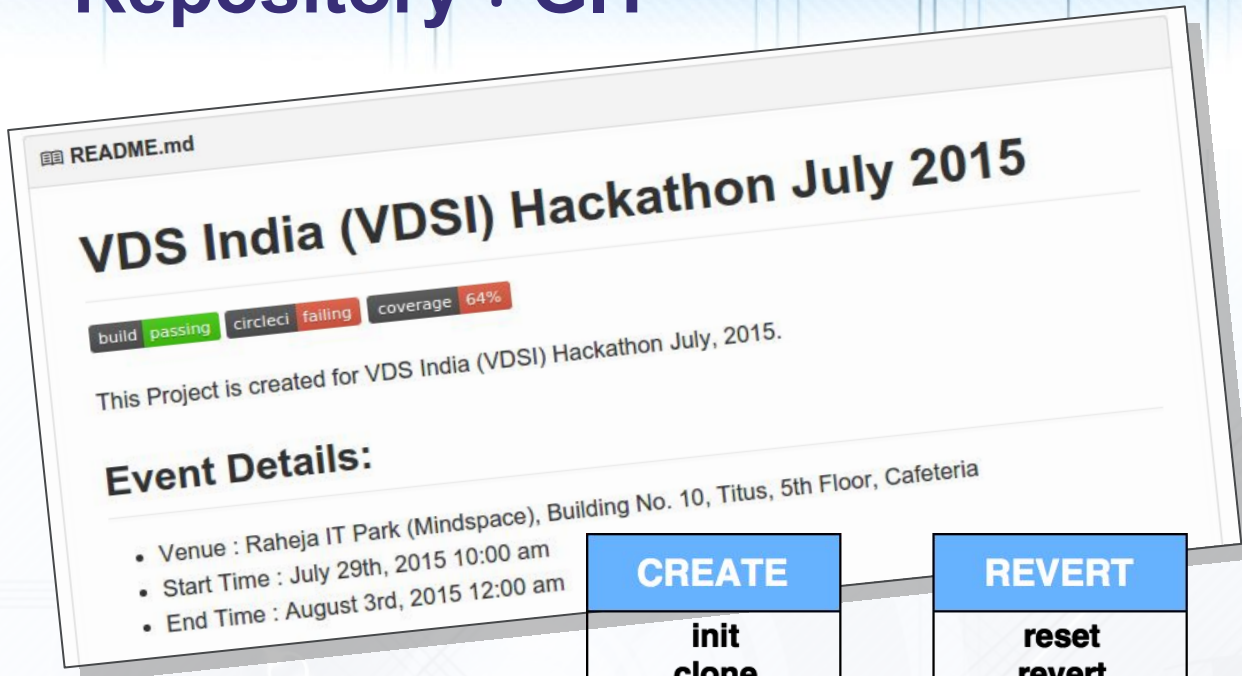 Repository : GIT
README.md
VDS India (VDSI) Hackathon July 2015
build passing circleci failing coverage 64%
This Project is created for VDS India (VDSI) Hackathon July, 2015.
Event Details:
• Venue : Raheja IT Park (Mindspace), Building No. 10, Titus, 5th Floor, Cafeteria
• Start Time : July 29th, 2015 10:00 am
• End Time : August 3rd, 2015 12:00 am
CREATE
init
clone
REVERT
reset
revert